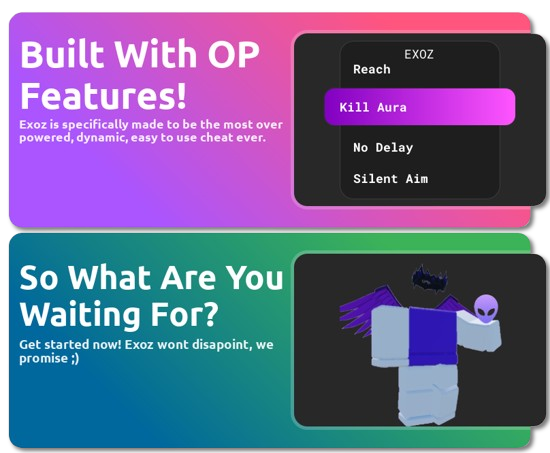 Built With OP
Features!
Exoz is specifically made to be the most over
powered, dynamic, easy to use cheat ever.
EXOZ
Reach
Kill Aura
No Delay
Silent Aim
So What Are You
Waiting For?
Get started now! Exoz wont disapoint, we
promise ;)